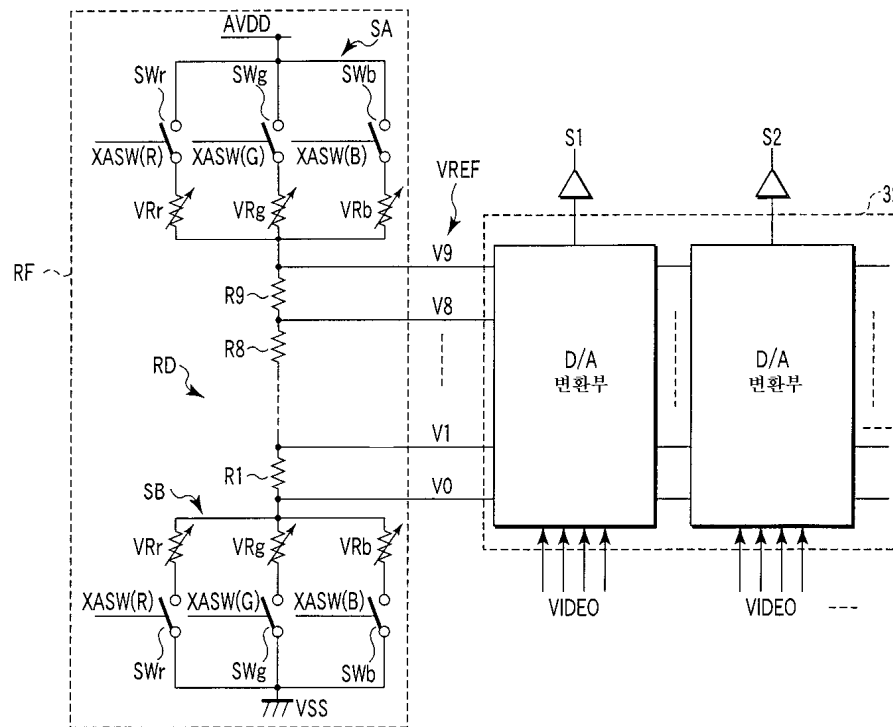 AVDD
SA
SWr
SWg
SWb
XASW(R)
XASW(G)
XASW(B)
VRr
VRg
VRb
RF
R9
R8
RD
R1
SB
VRr
VRg
VRb
XASW(R)
XASW(G)
XASW(B)
SWr
SWg
SWb
VSS
VREF
V9
V8
V1
V0
S1
S2
D/A
변환부
D/A
변환부
VIDEO
VIDEO